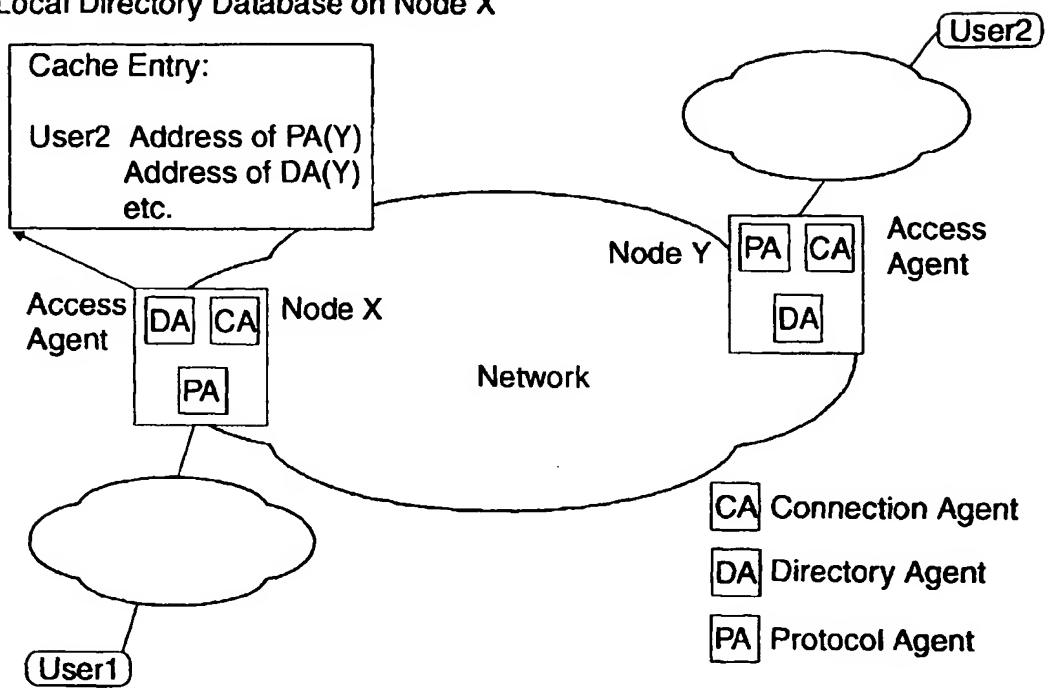 Local Directory Database on Node X
User2
Cache Entry:
User2 Address of PA(Y)
Address of DA(Y)
etc.
Node Y
PA
CA
Access
Agent
DA
Access
Agent
DA
CA
Node X
PA
Network
CA Connection Agent
DA Directory Agent
PA Protocol Agent
User1